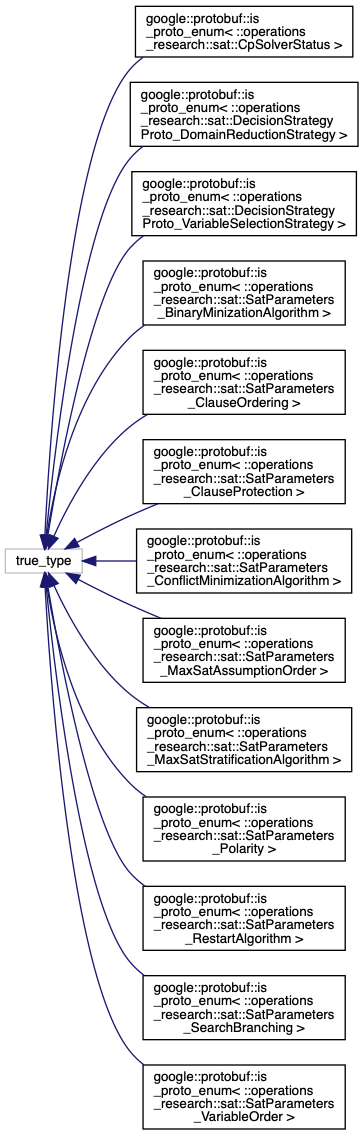 google::protobuf::is
_proto_enum< ::operations
_research::sat::CpSolverStatus >
google::protobuf::is
_proto_enum< ::operations
_research::sat::DecisionStrategy
Proto_DomainReductionStrategy >
google::protobuf::is
_proto_enum< ::operations
_research::sat::DecisionStrategy
Proto_VariableSelectionStrategy >
google::protobuf::is
_proto_enum< ::operations
_research::sat::SatParameters
_BinaryMinizationAlgorithm >
google::protobuf::is
_proto_enum< ::operations
_research::sat::SatParameters
_ClauseOrdering >
google::protobuf::is
_proto_enum< ::operations
_research::sat::SatParameters
_ClauseProtection >
true_type
google::protobuf::is
_proto_enum< ::operations
_research::sat::SatParameters
_ConflictMinimizationAlgorithm >
google::protobuf::is
_proto_enum< ::operations
_research::sat::SatParameters
_MaxSatAssumptionOrder >
google::protobuf::is
_proto_enum< ::operations
_research::sat::SatParameters
_MaxSatStratificationAlgorithm >
google::protobuf::is
_proto_enum< ::operations
_research::sat::SatParameters
_Polarity >
google::protobuf::is
_proto_enum< ::operations
_research::sat::SatParameters
_RestartAlgorithm >
google::protobuf::is
_proto_enum< ::operations
_research::sat::SatParameters
_SearchBranching >
google::protobuf::is
_proto_enum< ::operations
_research::sat::SatParameters
_VariableOrder >